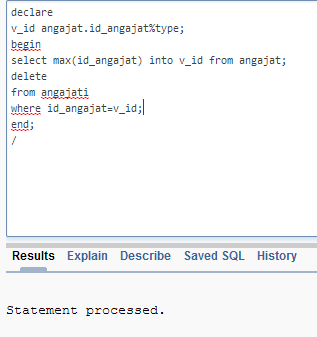 declare
v_id angajat.id_angajat%type;
begin
select max(id_angajat) into v_id from angajat;
delete
from angajati
where id_angajat=v_id;
end;
/
Results Explain Describe Saved SQL History
Statement processed.